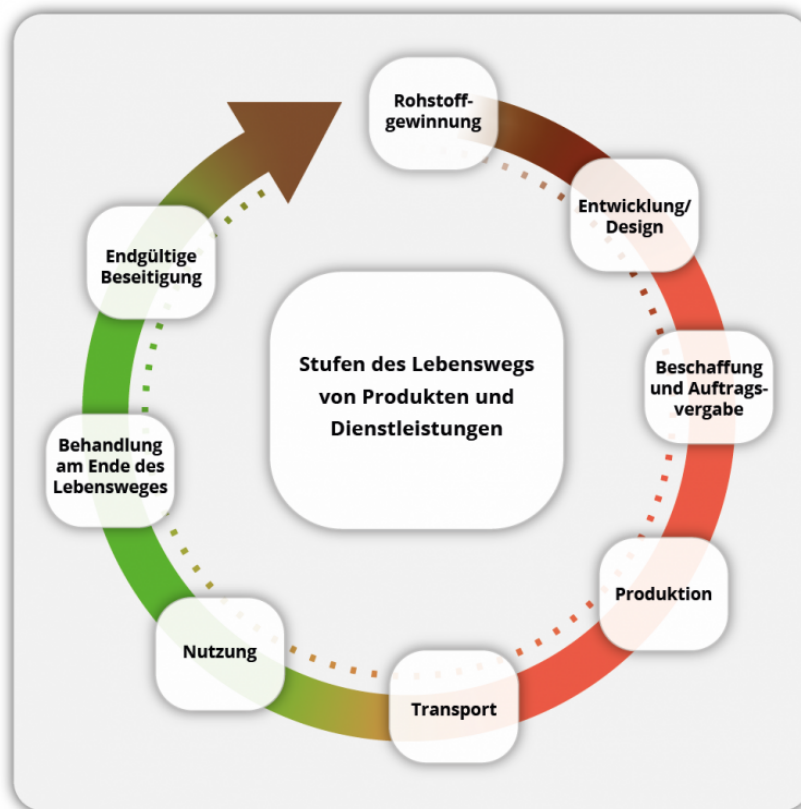 Rohstoff-
gewinnung
Entwicklung/
Design
Beschaffung
und Auftrags-
vergabe
Produktion
Transport
Nutzung
Behandlung
am Ende des
Lebensweges
Endgültige
Beseitigung
Stufen des Lebenswegs
von Produkten und
Dienstleistungen